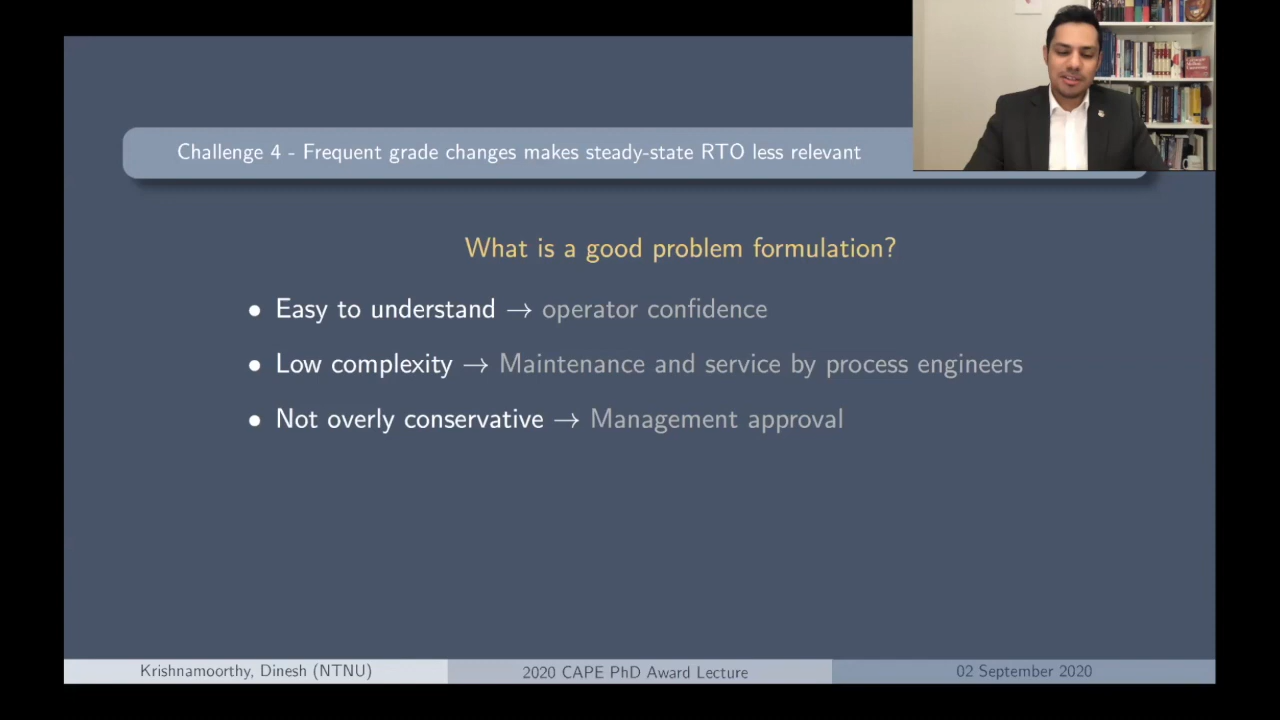 Challenge 4 - Frequent grade changes makes steady-state RTO less relevant
What is a good problem formulation?
• Easy to understand → operator confidence
• Low complexity → Maintenance and service by process engineers
• Not overly conservative → Management approval
Krishnamoorthy, Dinesh (NTNU)
2020 CAPE PhD Award Lecture
02 September 2020